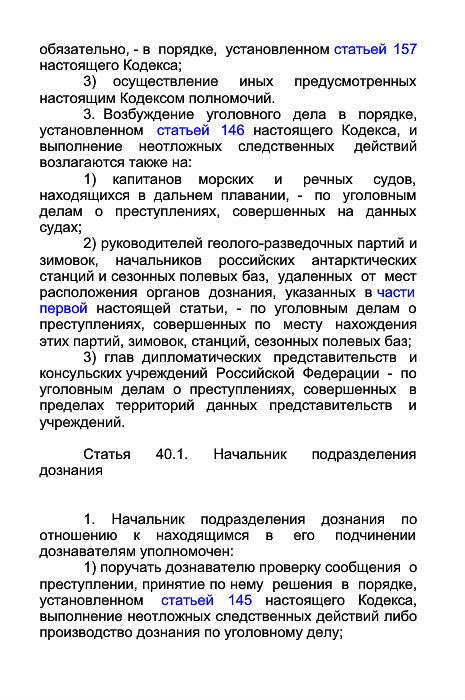 обязательно, - в порядке, установленном статьей 157
настоящего Кодекса;
3) осуществление иных предусмотренных
настоящим Кодексом полномочий.
3. Возбуждение уголовного дела в порядке,
установленном статьей 146 настоящего Кодекса, и
выполнение неотложных следственных действий
возлагаются также на:
1) капитанов морских и речных судов,
находящихся в дальнем плавании, - по уголовным
делам о преступлениях, совершенных на данных
судах;
2) руководителей геолого-разведочных партий и
зимовок, начальников российских антарктических
станций и сезонных полевых баз, удаленных от мест
расположения органов дознания, указанных в части
первой настоящей статьи, - по уголовным делам о
преступлениях, совершенных по месту нахождения
этих партий, зимовок, станций, сезонных полевых баз;
3) глав дипломатических представительств и
консульских учреждений Российской Федерации - по
уголовным делам о преступлениях, совершенных в
пределах территорий данных представительств и
учреждений.
Статья 40.1. Начальник подразделения
дознания
1. Начальник подразделения дознания по
отношению к находящимся в его подчинении
дознавателям уполномочен:
1) поручать дознавателю проверку сообщения о
преступлении, принятие по нему решения в порядке,
установленном статьей 145 настоящего Кодекса,
выполнение неотложных следственных действий либо
производство дознания по уголовному делу;